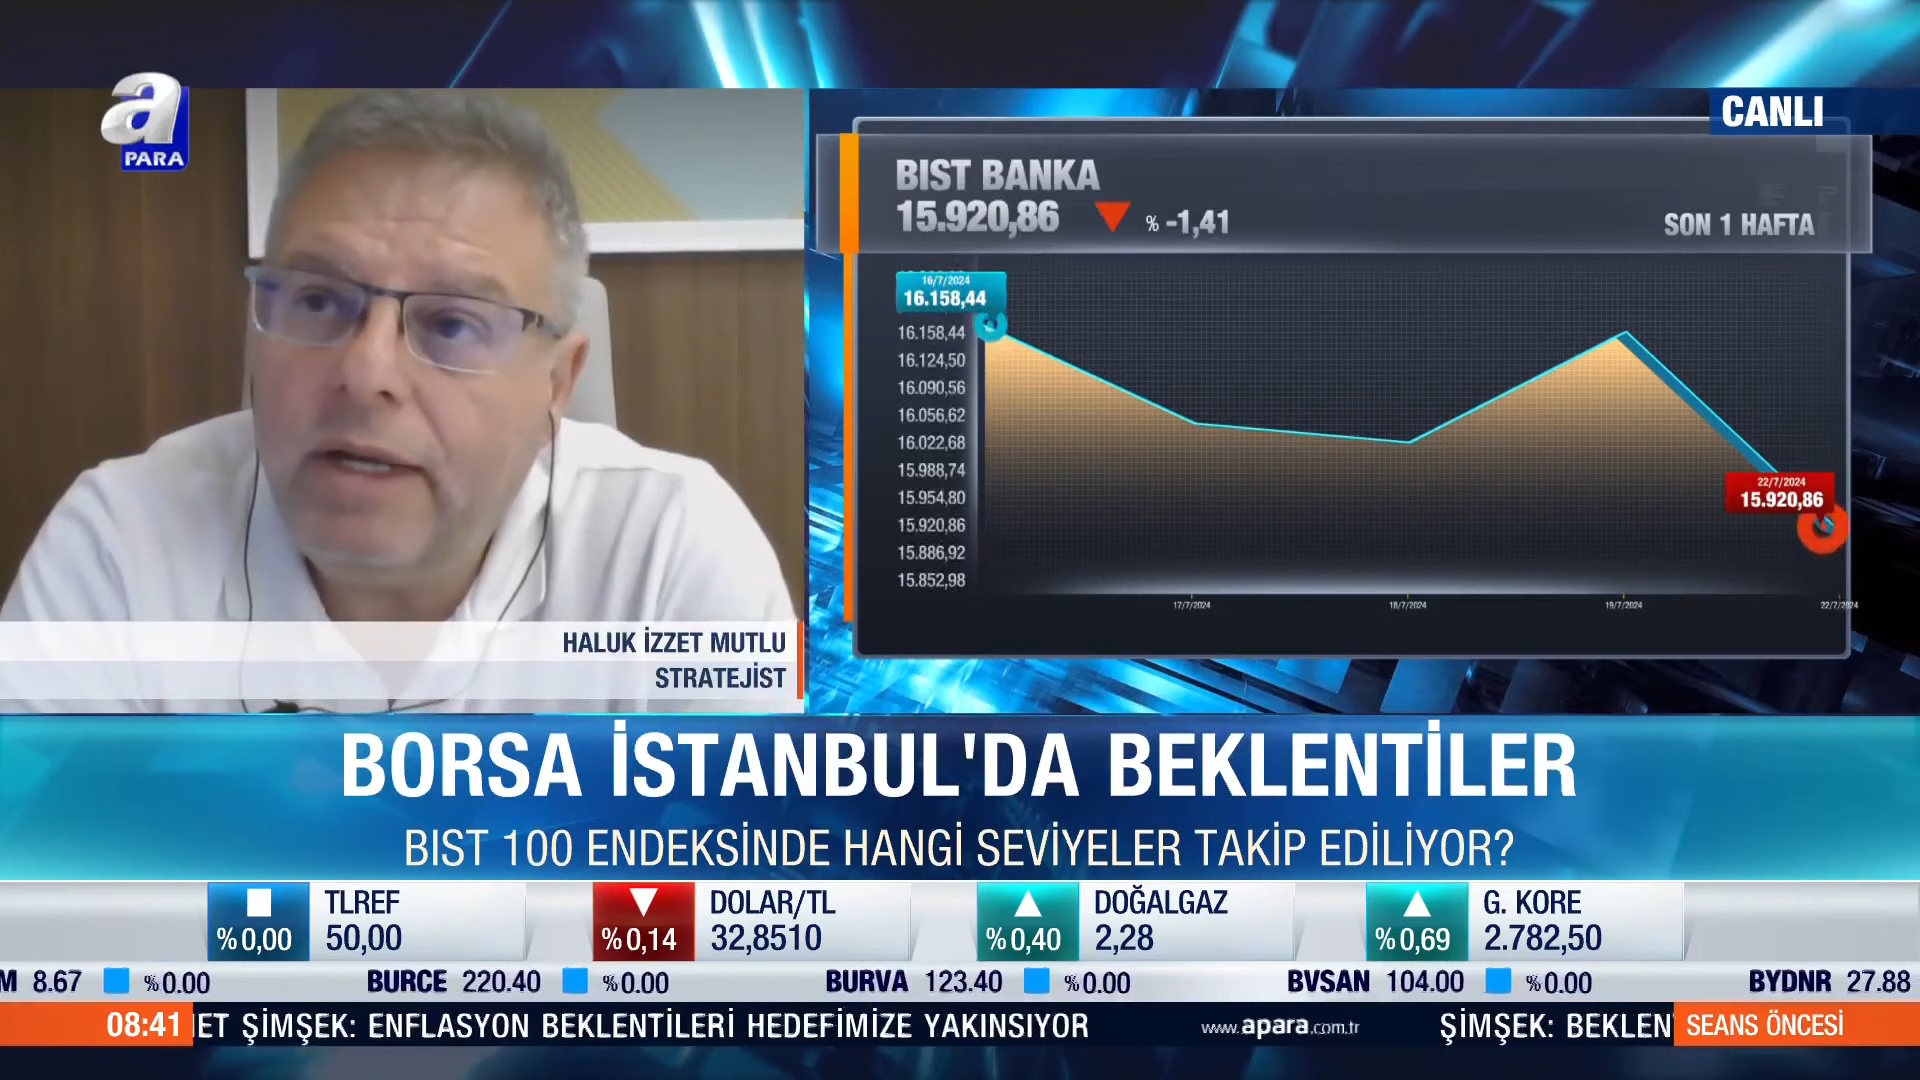 a
PARA
CANLI
BIST BANKA
15.920,86 % -1,41
SON 1 HAFTA
16/7/2024
16.158,44
16.158,44
16.124,50
16.090,56
16.056,62
16.022,68
15.988,74
15.954,80
15.920,86
15.886,92
15.852,98
22/7/2024
15.920,86
17/7/2024 18/7/2024 19/7/2024 22/7/2024
HALUK İZZET MUTLU
STRATEJİST
BORSA İSTANBUL'DA BEKLENTİLER
BIST 100 ENDEKSİNDE HANGİ SEVİYELER TAKİP EDİLİYOR?
%0,00 TLREF 50,00
%0,14 DOLAR/TL 32,8510
%0,40 DOĞALGAZ 2,28
%0,69 G. KORE 2.782,50
M 8.67 %0.00 BURCE 220.40 %0.00 BURVA 123.40 %0.00 BVSAN 104.00 %0.00 BYDNR 27.88
08:41 ET ŞİMŞEK: ENFLASYON BEKLENTİLERİ HEDEFİMİZE YAKINSIYOR www.apara.com.tr ŞİMŞEK: BEKLEN SEANS ÖNCESİ